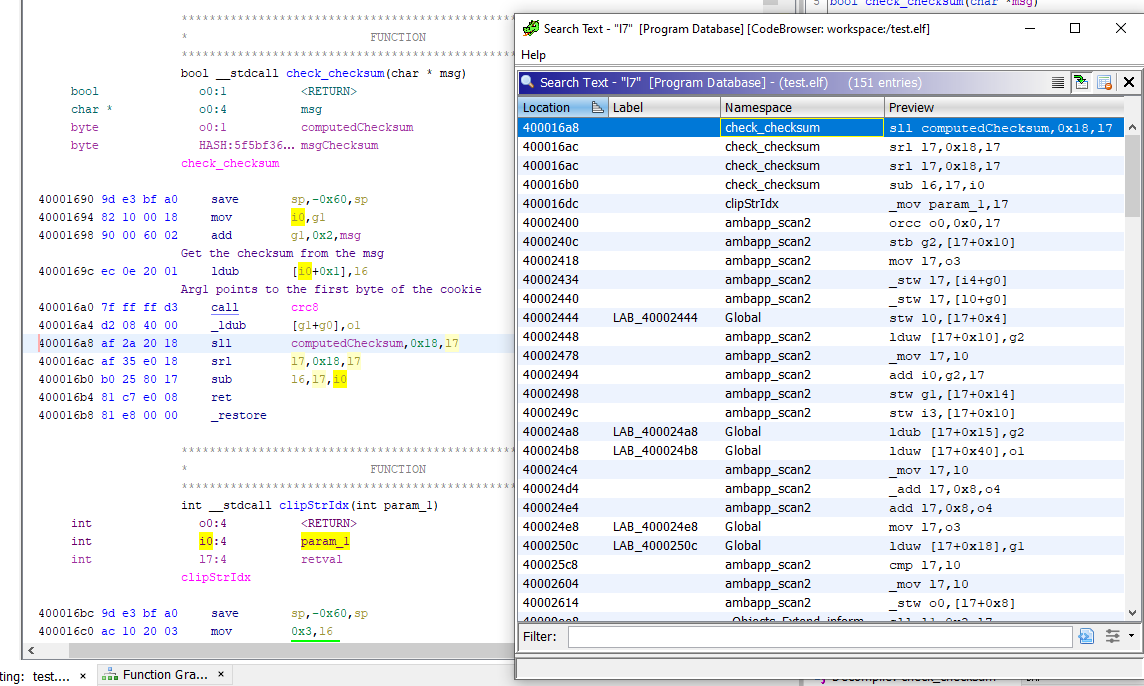 5 bool check_checksum(char *msg)
************************************************
* FUNCTION
************************************************
bool __stdcall check_checksum(char * msg)
bool o0:1 <RETURN>
char * o0:4 msg
byte o0:1 computedChecksum
byte HASH:5f5bf36... msgChecksum
check_checksum
40001690 9d e3 bf a0 save sp,-0x60,sp
40001694 82 10 00 18 mov i0,g1
40001698 90 00 60 02 add g1,0x2,msg
Get the checksum from the msg
4000169c ec 0e 20 01 ldub [i0+0x1],l6
Arg1 points to the first byte of the cookie
400016a0 7f ff ff d3 call crc8
400016a4 d2 08 40 00 _ldub [g1+g0],o1
400016a8 af 2a 20 18 sll computedChecksum,0x18,l7
400016ac af 35 e0 18 srl l7,0x18,l7
400016b0 b0 25 80 17 sub l6,l7,i0
400016b4 81 c7 e0 08 ret
400016b8 81 e8 00 00 _restore
************************************************
* FUNCTION
************************************************
int __stdcall clipStrIdx(int param_1)
int o0:4 <RETURN>
int i0:4 param_1
int l7:4 retval
clipStrIdx
400016bc 9d e3 bf a0 save sp,-0x60,sp
400016c0 ac 10 20 03 mov 0x3,l6
ting: test.... × Function Gra... ×
Search Text - "l7" [Program Database] [CodeBrowser: workspace:/test.elf]
Help
Search Text - "l7" [Program Database] - (test.elf) (151 entries)
Location Label Namespace Preview
400016a8 check_checksum sll computedChecksum,0x18,l7
400016ac check_checksum srl l7,0x18,l7
400016ac check_checksum srl l7,0x18,l7
400016b0 check_checksum sub l6,l7,i0
400016dc clipStrIdx _mov param_1,l7
40002400 ambapp_scan2 orcc o0,0x0,l7
4000240c ambapp_scan2 stb g2,[l7+0x10]
40002418 ambapp_scan2 mov l7,o3
40002434 ambapp_scan2 _stw l7,[i4+g0]
40002440 ambapp_scan2 _stw l7,[l0+g0]
40002444 LAB_40002444 Global stw l0,[l7+0x4]
40002448 ambapp_scan2 lduw [l7+0x10],g2
40002478 ambapp_scan2 _mov l7,l0
40002494 ambapp_scan2 add i0,g2,l7
40002498 ambapp_scan2 stw g1,[l7+0x14]
4000249c ambapp_scan2 stw i3,[l7+0x10]
400024a8 LAB_400024a8 Global ldub [l7+0x15],g2
400024b8 LAB_400024b8 Global lduw [l7+0x40],o1
400024c4 ambapp_scan2 _mov l7,l0
400024d4 ambapp_scan2 _add l7,0x8,o4
400024e4 ambapp_scan2 add l7,0x8,o4
400024e8 LAB_400024e8 Global mov l7,o3
4000250c LAB_4000250c Global lduw [l7+0x18],g1
400025c8 ambapp_scan2 cmp l7,l0
40002604 ambapp_scan2 _mov l7,l0
40002614 ambapp_scan2 _stw o0,[l7+0x8]
Filter: